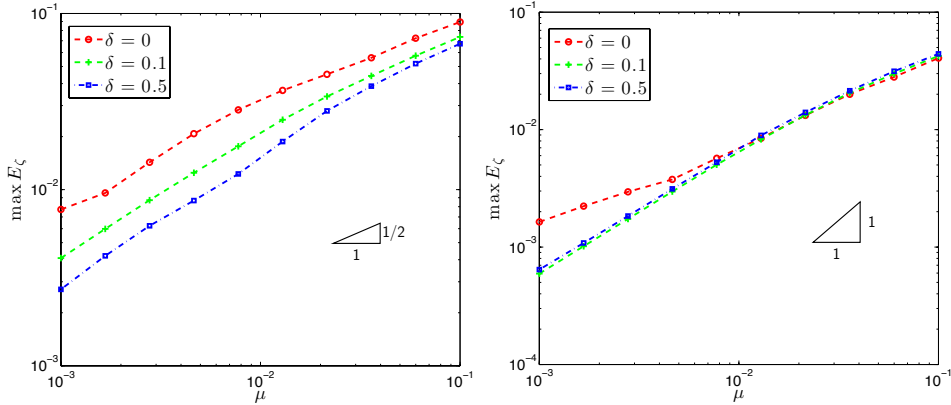 10⁻¹
δ = 0
δ = 0.1
δ = 0.5
max E_ζ
10⁻²
1/2
1
10⁻³
10⁻³
10⁻²
10⁻¹
μ
10⁻¹
δ = 0
δ = 0.1
δ = 0.5
10⁻²
max E_ζ
1
1
10⁻³
10⁻⁴
10⁻³
10⁻²
10⁻¹
μ